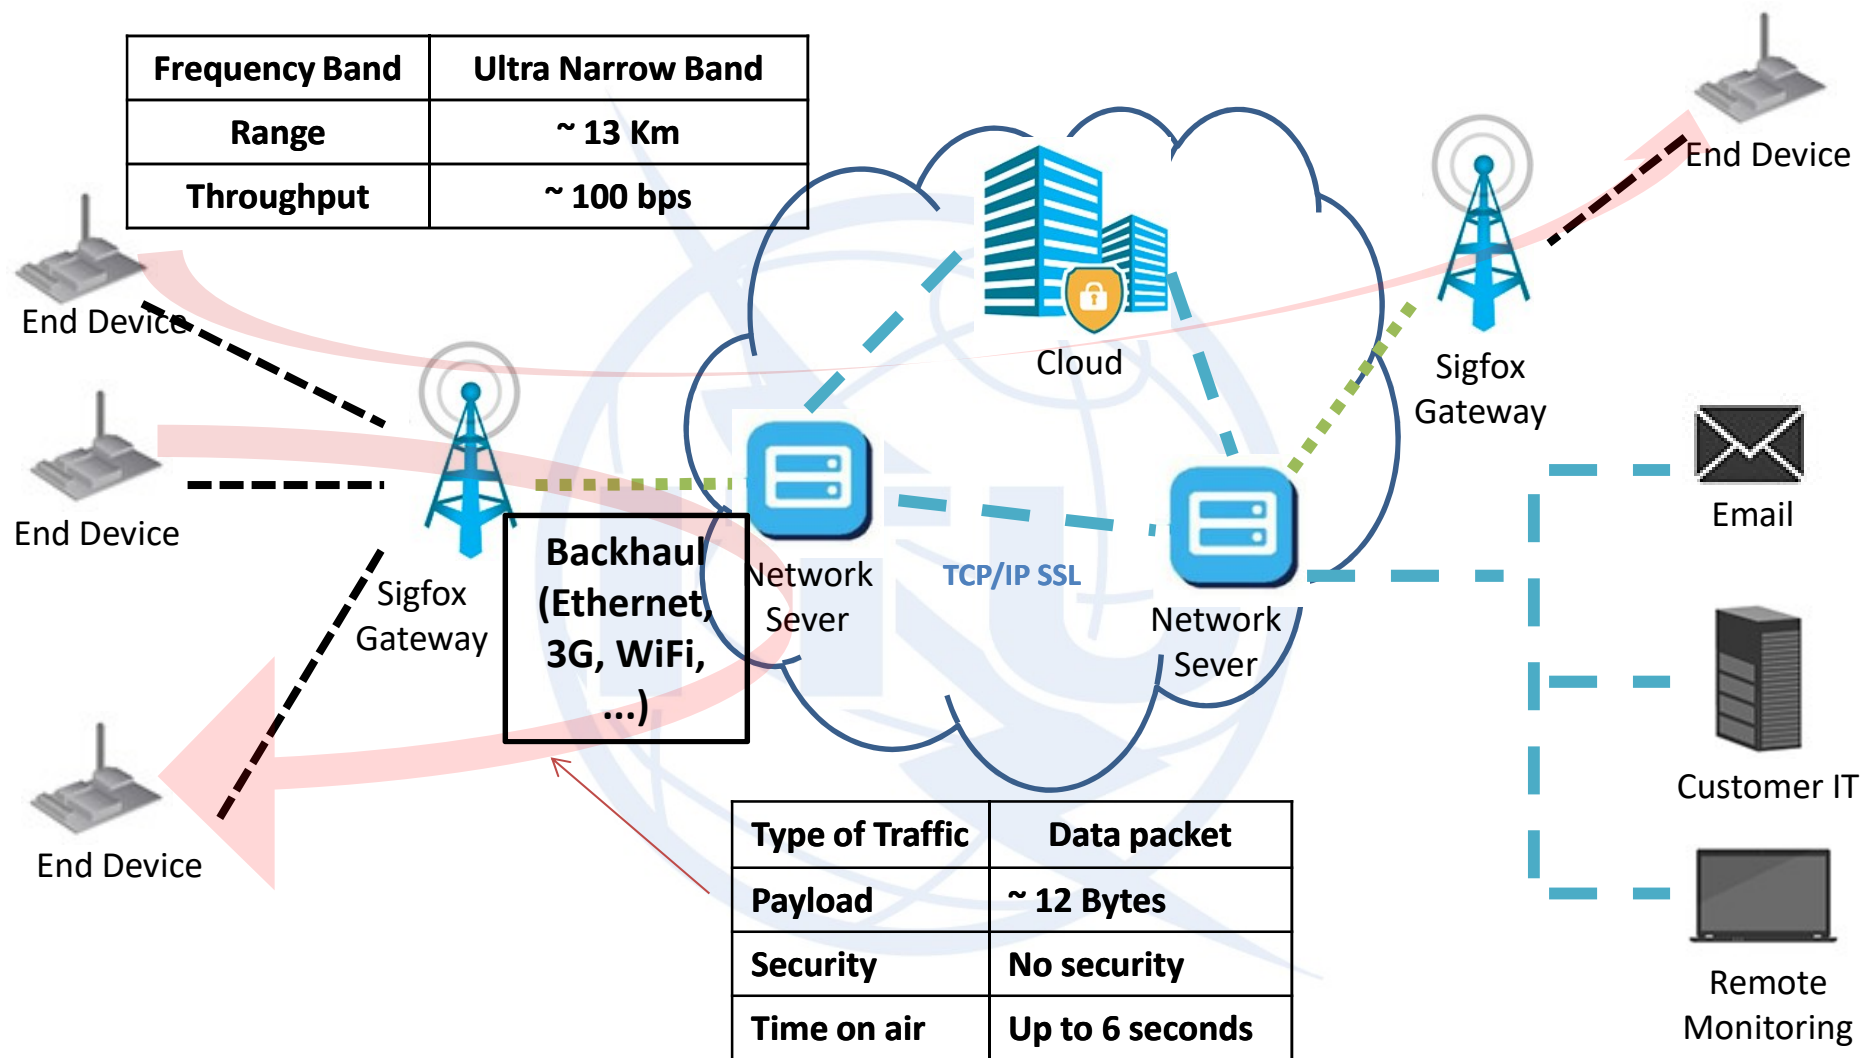 Frequency Band Ultra Narrow Band
Range ~ 13 Km
Throughput ~ 100 bps
End Device
End Device
Cloud
Sigfox
Gateway
End Device
Sigfox
Gateway
Backhaul
(Ethernet,
3G, WiFi,
...)
Network
Sever
TCP/IP SSL
Network
Sever
Email
Customer IT
Remote
Monitoring
End Device
Type of Traffic Data packet
Payload ~ 12 Bytes
Security No security
Time on air Up to 6 seconds
ITU